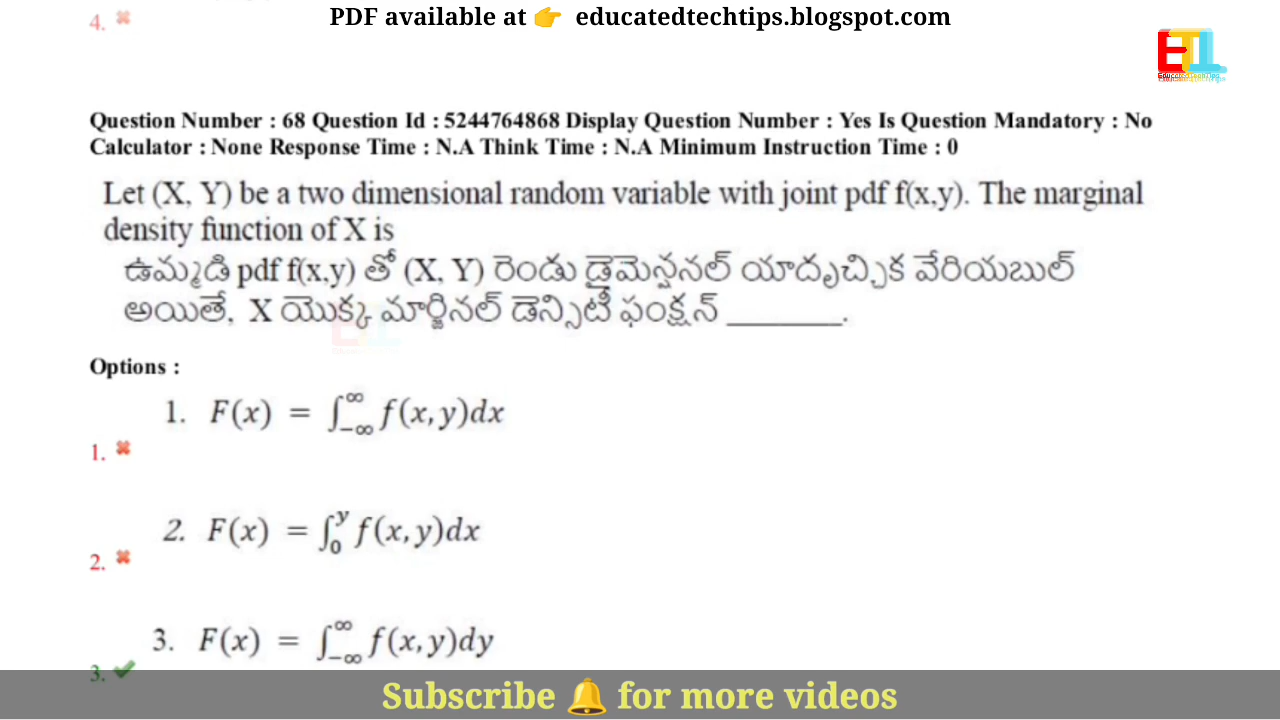 PDF available at 👉 educatedtechtips.blogspot.com
4. ✖
ETL
Question Number : 68 Question Id : 5244764868 Display Question Number : Yes Is Question Mandatory : No
Calculator : None Response Time : N.A Think Time : N.A Minimum Instruction Time : 0
Let (X, Y) be a two dimensional random variable with joint pdf f(x,y). The marginal
density function of X is
ఉమ్మడి pdf f(x,y) తో (X, Y) రెండు డైమెన్షనల్ యాదృచ్చిక వేరియబుల్
అయితే, X యొక్క మార్జినల్ డెన్సిటీ ఫంక్షన్ ________.
Options :
1. F(x) = ∫_{-∞}^{∞} f(x,y)dx
1. ✖
2. F(x) = ∫_{0}^{y} f(x,y)dx
2. ✖
3. F(x) = ∫_{-∞}^{∞} f(x,y)dy
3. ✔
Subscribe 🔔 for more videos